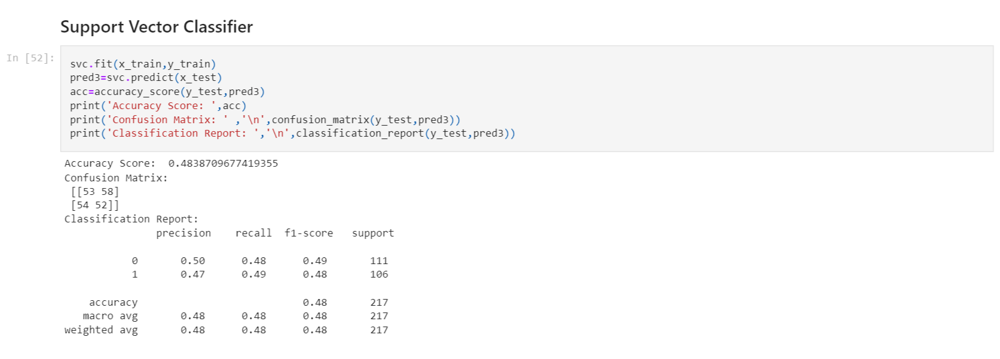 Support Vector Classifier
In [52]:
svc.fit(x_train,y_train)
pred3=svc.predict(x_test)
acc=accuracy_score(y_test,pred3)
print('Accuracy Score: ',acc)
print('Confusion Matrix: ' ,'\n',confusion_matrix(y_test,pred3))
print('Classification Report: ','\n',classification_report(y_test,pred3))
Accuracy Score:  0.4838709677419355
Confusion Matrix:
 [[53 58]
 [54 52]]
Classification Report:
               precision    recall  f1-score   support
           0       0.50      0.48      0.49       111
           1       0.47      0.49      0.48       106
    accuracy                           0.48       217
   macro avg       0.48      0.48      0.48       217
weighted avg       0.48      0.48      0.48       217